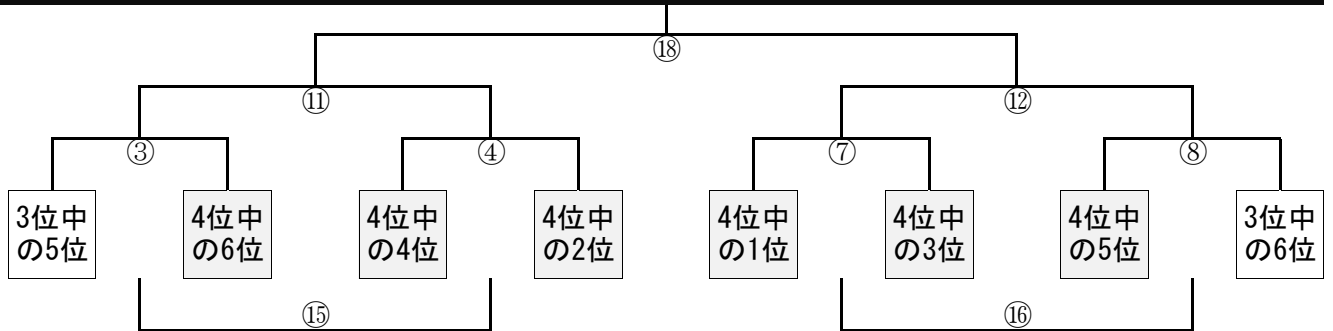 ⑱
⑪ ⑫
③ ④ ⑦ ⑧
3位中 4位中 4位中 4位中 4位中 4位中 4位中 3位中
の5位 の6位 の4位 の2位 の1位 の3位 の5位 の6位
⑮ ⑯